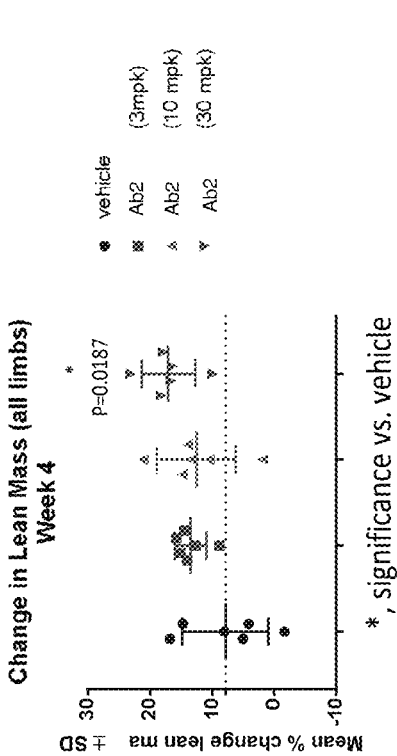 Change in Lean Mass (all limbs)
Week 4
Mean % change lean ma
± SD
30
20
10
0
-10
*
P=0.0187
vehicle
Ab2 (3mpk)
Ab2 (10 mpk)
Ab2 (30 mpk)
*, significance vs. vehicle